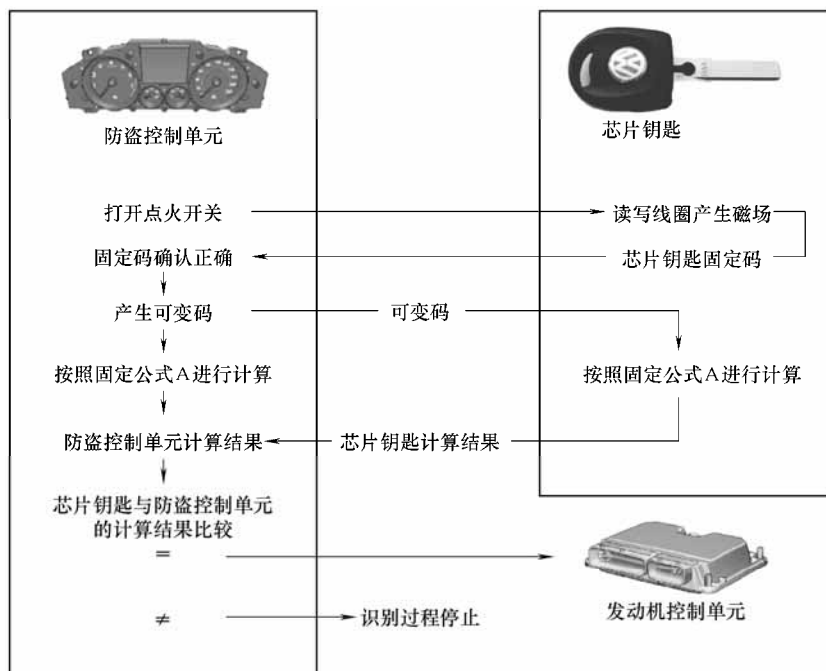 防盗控制单元
芯片钥匙
打开点火开关
读写线圈产生磁场
固定码确认正确
芯片钥匙固定码
产生可变码
可变码
按照固定公式A进行计算
按照固定公式A进行计算
防盗控制单元计算结果
芯片钥匙计算结果
芯片钥匙与防盗控制单元
的计算结果比较
=
发动机控制单元
≠
识别过程停止